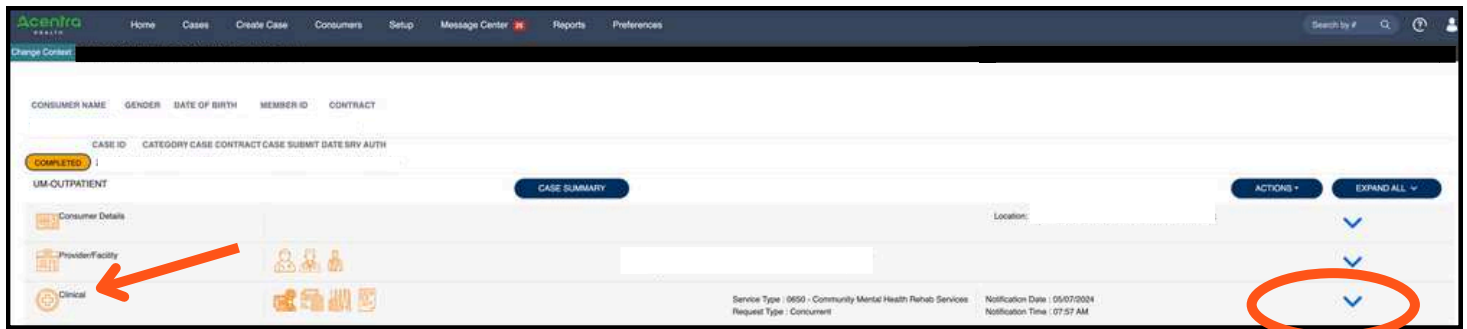 Acentra Home Cases Create Case Consumers Setup Message Center 25 Reports Preferences Search by #
HEALTH
Change Context
CONSUMER NAME GENDER DATE OF BIRTH MEMBER ID CONTRACT
CASE ID CATEGORY CASE CONTRACT CASE SUBMIT DATE SRV AUTH
COMPLETED
UM-OUTPATIENT CASE SUMMARY ACTIONS EXPAND ALL
Consumer Details Location:
Provider/Facility
Clinical Service Type : 0650 - Community Mental Health Rehab Services Notification Date : 05/07/2024
Request Type : Concurrent Notification Time : 07:57 AM